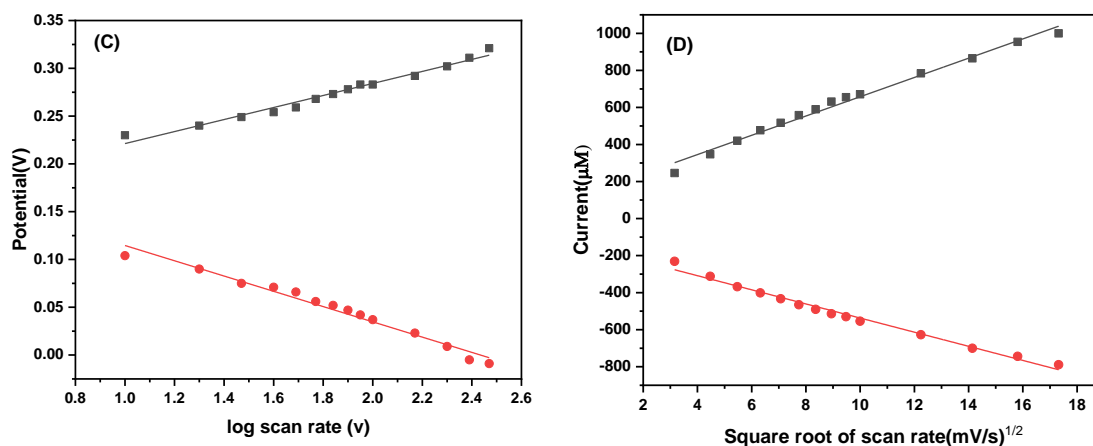 (C)
Potential(V)
0.35
0.30
0.25
0.20
0.15
0.10
0.05
0.00
0.8 1.0 1.2 1.4 1.6 1.8 2.0 2.2 2.4 2.6
log scan rate (v)
(D)
Current(μM)
1000
800
600
400
200
0
-200
-400
-600
-800
2 4 6 8 10 12 14 16 18
Square root of scan rate(mV/s)^1/2